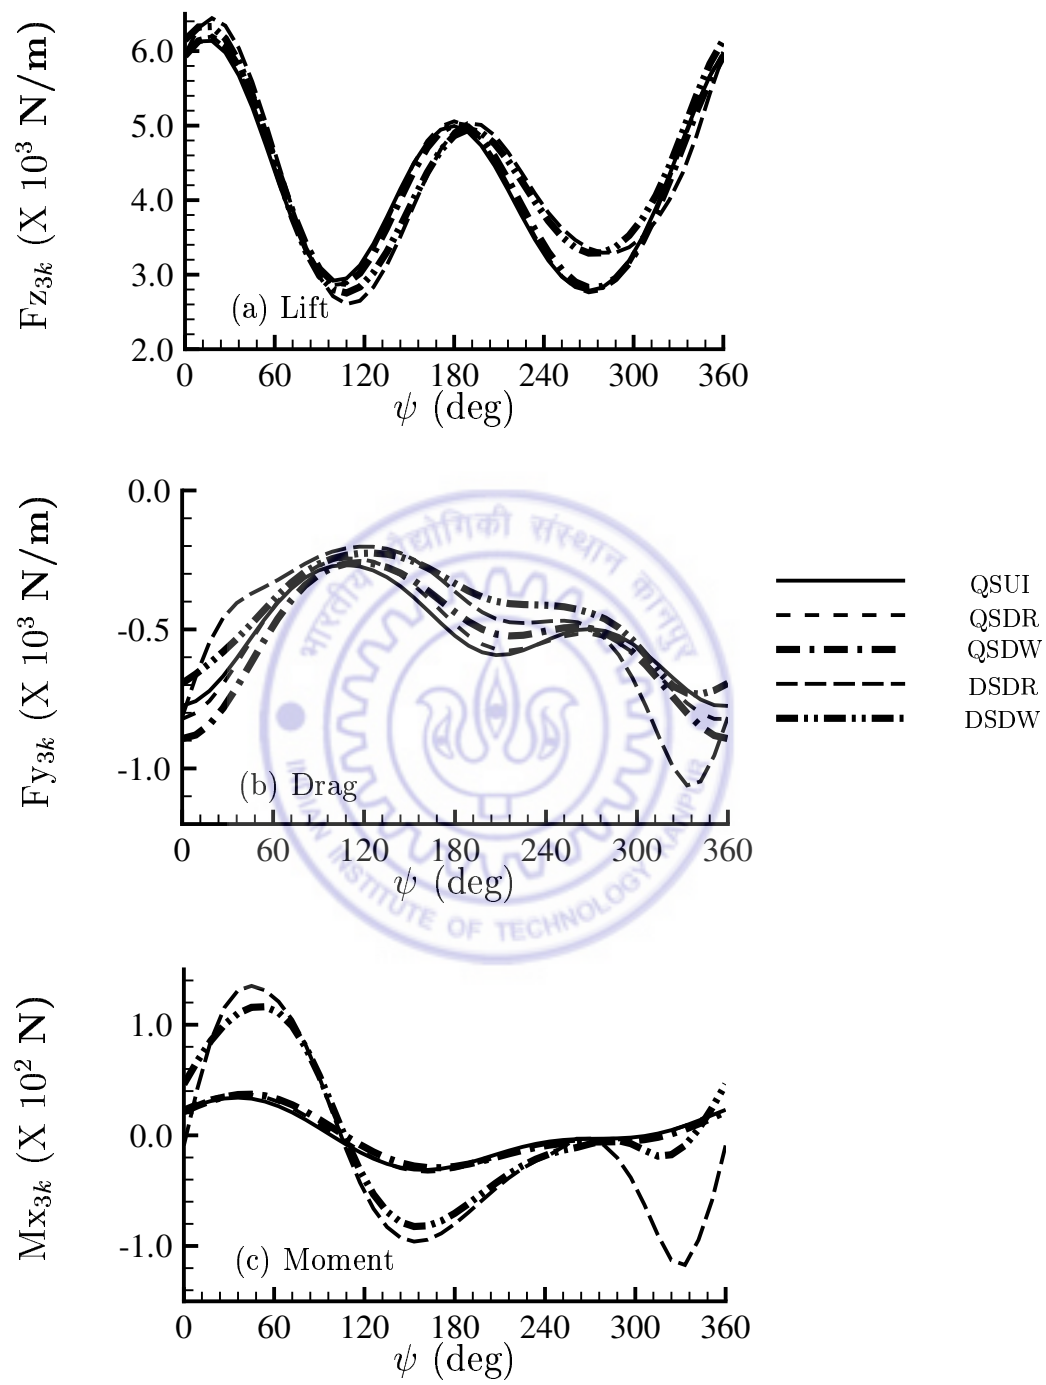 Fz3k (X 10³ N/m)
6.0
5.0
4.0
3.0
2.0
(a) Lift
0 60 120 180 240 300 360
ψ (deg)
Fy3k (X 10³ N/m)
0.0
-0.5
-1.0
(b) Drag
0 60 120 180 240 300 360
ψ (deg)
QSUI
QSDR
QSDW
DSDR
DSDW
भारतीय प्रौद्योगिकी संस्थान कानपुर
INDIAN INSTITUTE OF TECHNOLOGY KANPUR
Mx3k (X 10² N)
1.0
0.0
-1.0
(c) Moment
0 60 120 180 240 300 360
ψ (deg)